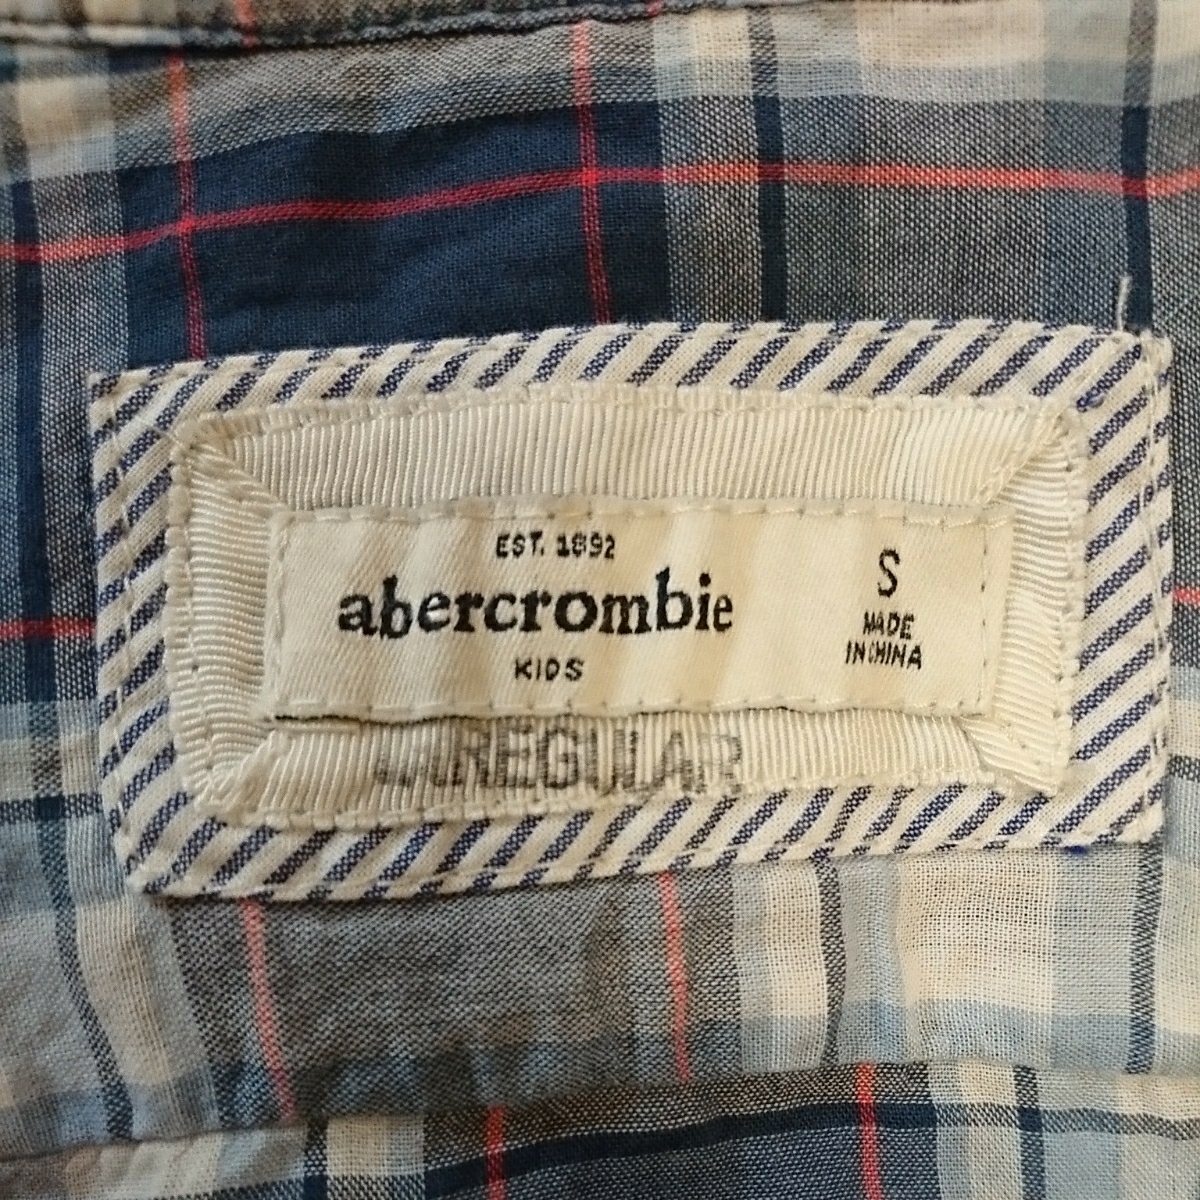 EST. 1892
abercrombie
KIDS
S
MADE
IN CHINA
REGULAR